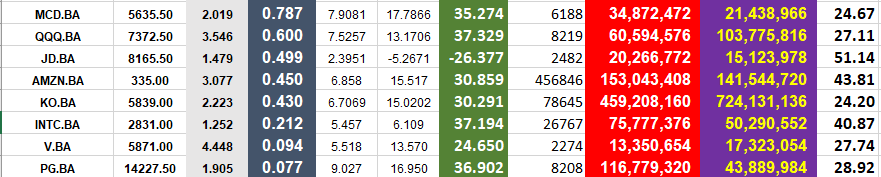 MCD.BA 5635.50 2.019 0.787 7.9081 17.7866 35.274 6188 34,872,472 21,438,966 24.67
QQQ.BA 7372.50 3.546 0.600 7.5257 13.1706 37.329 8219 60,594,576 103,775,816 27.11
JD.BA 8165.50 1.479 0.499 2.3951 -5.2671 -26.377 2482 20,266,772 15,123,978 51.14
AMZN.BA 335.00 3.077 0.450 6.858 15.517 30.859 456846 153,043,408 141,544,720 43.81
KO.BA 5839.00 2.223 0.430 6.7069 15.0202 30.291 78645 459,208,160 724,131,136 24.20
INTC.BA 2831.00 1.252 0.212 5.457 6.109 37.194 26767 75,777,376 50,290,552 40.87
V.BA 5871.00 4.448 0.094 5.518 13.570 24.650 2274 13,350,654 17,323,054 27.74
PG.BA 14227.50 1.905 0.077 9.027 16.950 36.902 8208 116,779,320 43,889,984 28.92